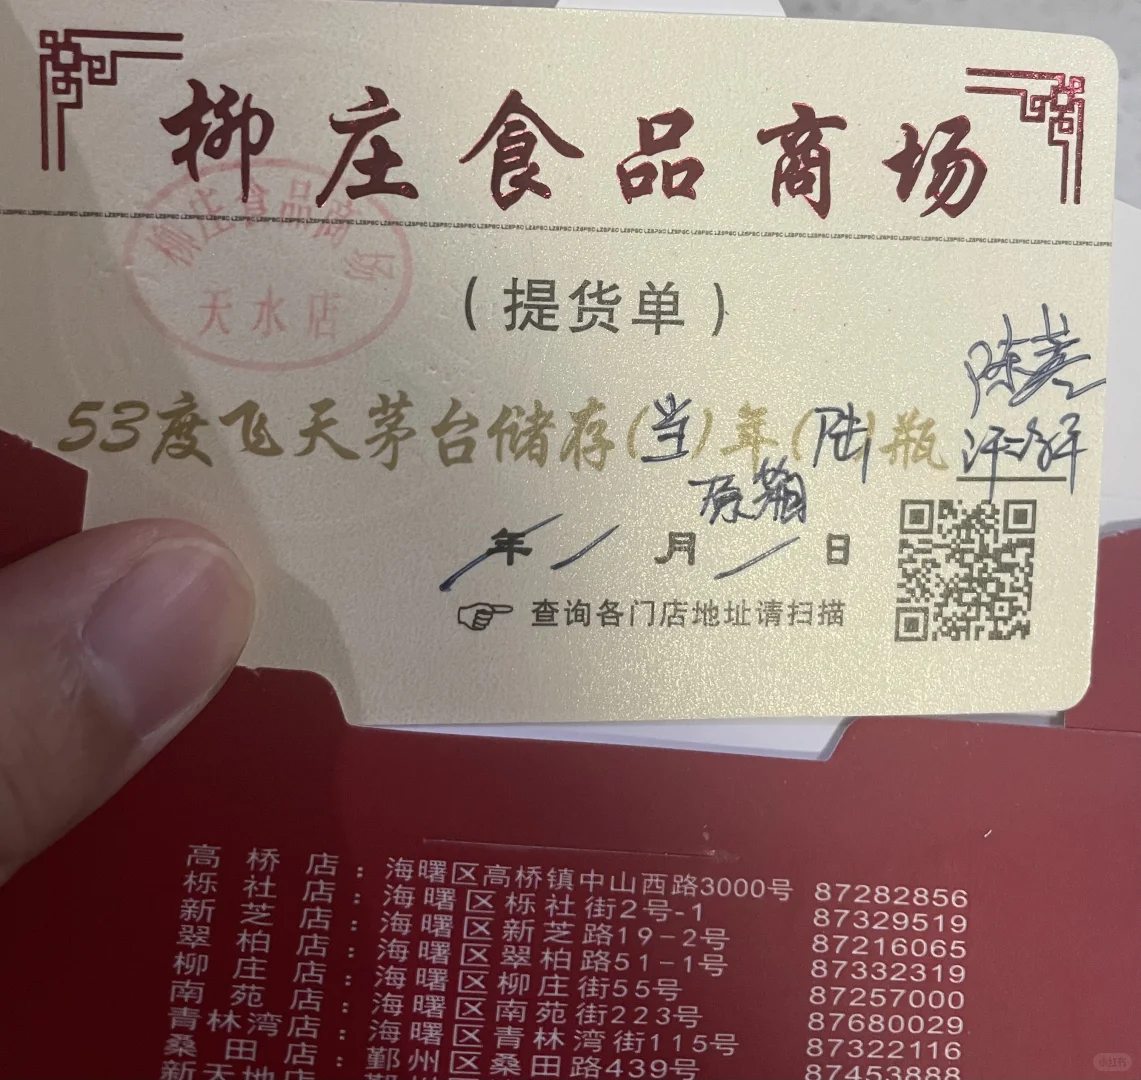 柳庄食品商场
柳庄食品商场
天水店
(提货单)
53度飞天茅台储存(当)年(陆)瓶
年 月 日
查询各门店地址请扫描
高桥店:海曙区高桥镇中山西路3000号 87282856
栎社店:海曙区栎社街2号-1 87329519
新芝店:海曙区新芝路19-2号 87216065
翠柏店:海曙区翠柏路51-1号 87332319
柳庄店:海曙区柳庄街55号 87257000
南苑店:海曙区南苑街223号 87680029
青林湾店:海曙区青林湾街115号 87322116
桑田店:鄞州区桑田路439号 87453888
新天地店
小红书